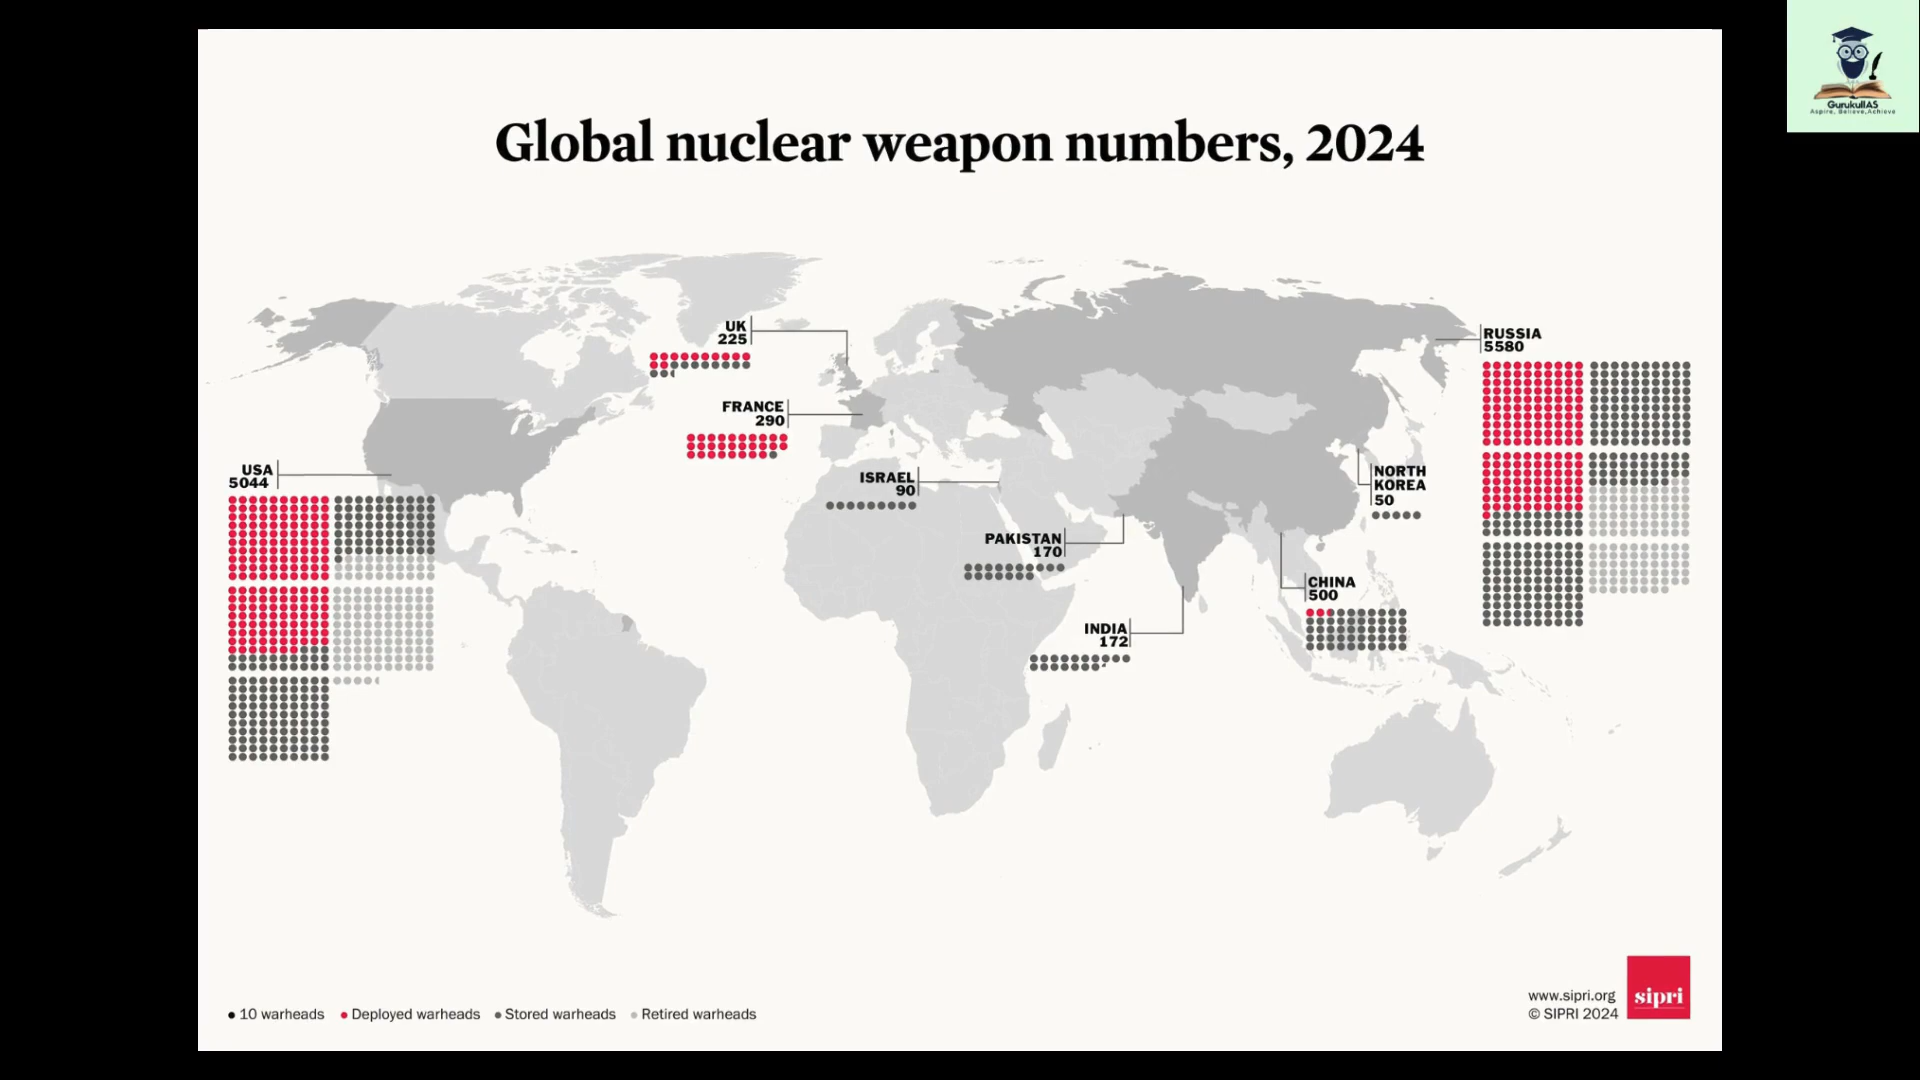 GurukulIAS
Aspire, Believe,Achieve
Global nuclear weapon numbers, 2024
UK
225
RUSSIA
5580
FRANCE
290
USA
5044
ISRAEL
90
NORTH
KOREA
50
PAKISTAN
170
CHINA
500
INDIA
172
10 warheads
Deployed warheads
Stored warheads
Retired warheads
www.sipri.org
© SIPRI 2024
sipri